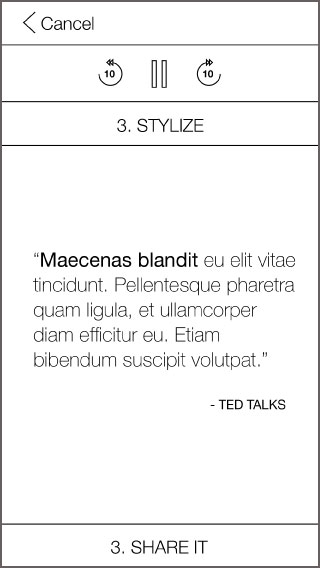 Cancel
10 10
3. STYLIZE
“Maecenas blandit eu elit vitae
tincidunt. Pellentesque pharetra
quam ligula, et ullamcorper
diam efficitur eu. Etiam
bibendum suscipit volutpat.”
- TED TALKS
3. SHARE IT